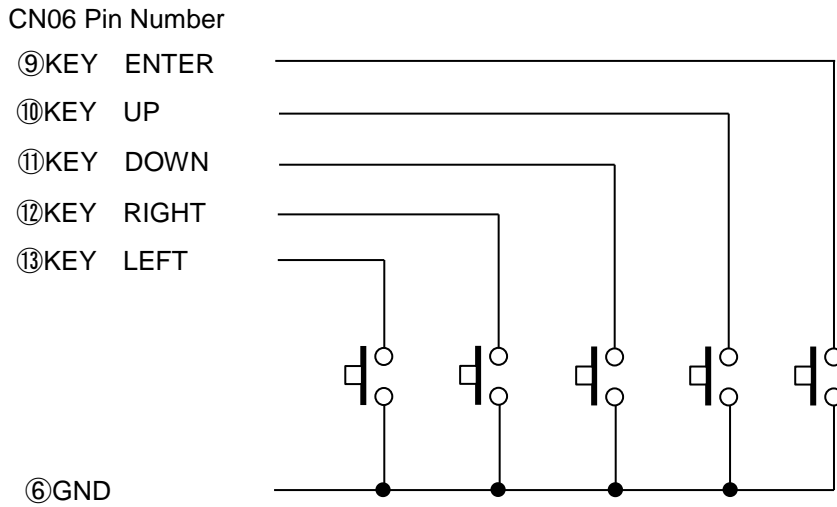 CN06 Pin Number
⑨KEY ENTER
⑩KEY UP
⑪KEY DOWN
⑫KEY RIGHT
⑬KEY LEFT
⑥GND